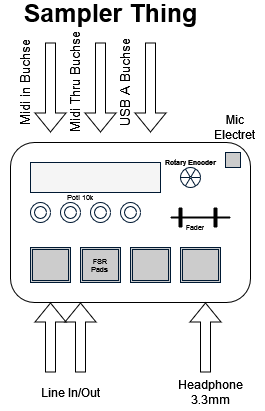 Sampler Thing
Midi in Buchse
Midi Thru Buchse
USB A Buchse
Mic
Electret
Rotary Encoder
Poti 10k
Fader
FSR
Pads
Line In/Out
Headphone
3.3mm